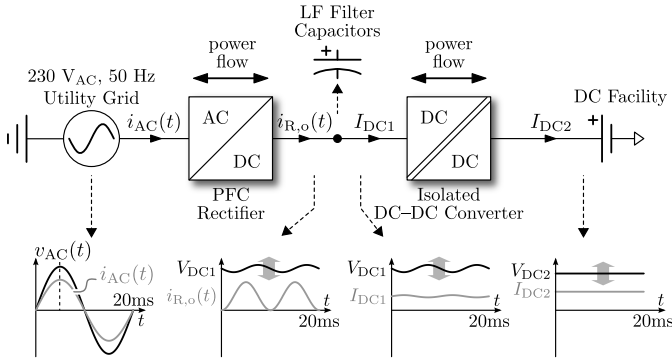 LF Filter
Capacitors
+
power
flow
power
flow
230 V_AC, 50 Hz
Utility Grid
DC Facility
i_AC(t)
AC
DC
i_R,o(t)
I_DC1
DC
DC
I_DC2
+
PFC
Rectifier
Isolated
DC–DC Converter
v_AC(t)
i_AC(t)
20ms
t
V_DC1
i_R,o(t)
t
20ms
V_DC1
I_DC1
t
20ms
V_DC2
I_DC2
t
20ms